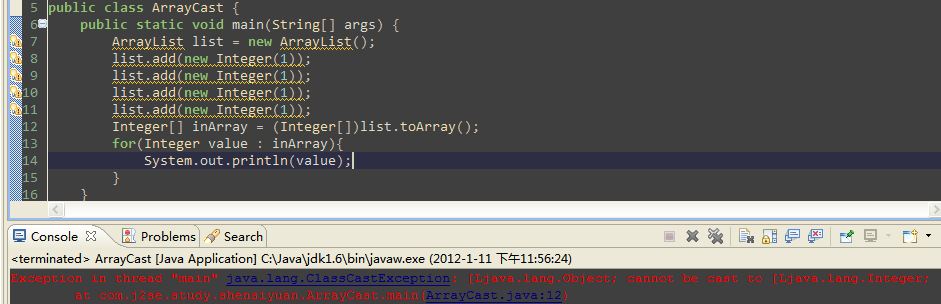 5 public class ArrayCast {
6 public static void main(String[] args) {
7 ArrayList list = new ArrayList();
8 list.add(new Integer(1));
9 list.add(new Integer(1));
10 list.add(new Integer(1));
11 list.add(new Integer(1));
12 Integer[] inArray = (Integer[])list.toArray();
13 for(Integer value : inArray){
14 System.out.println(value);
15 }
16 }
Console Problems Search
<terminated> ArrayCast [Java Application] C:\Java\jdk1.6\bin\javaw.exe (2012-1-11 下午11:56:24)
Exception in thread "main" java.lang.ClassCastException: [Ljava.lang.Object; cannot be cast to [Ljava.lang.Integer;
at com.j2se.study.shensiyuan.ArrayCast.main(ArrayCast.java:12)